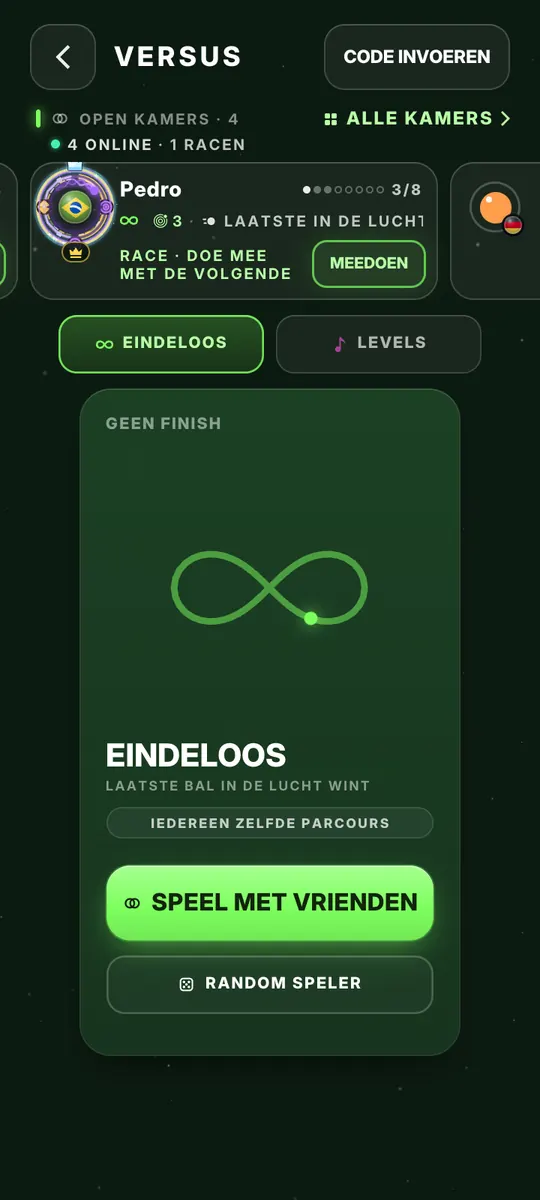 VERSUS
CODE INVOEREN
OPEN KAMERS · 4
ALLE KAMERS
4 ONLINE · 1 RACEN
Pedro
3/8
3 · LAATSTE IN DE LUCHT
RACE · DOE MEE
MET DE VOLGENDE
MEEDOEN
EINDELOOS
LEVELS
GEEN FINISH
EINDELOOS
LAATSTE BAL IN DE LUCHT WINT
IEDEREEN ZELFDE PARCOURS
SPEEL MET VRIENDEN
RANDOM SPELER